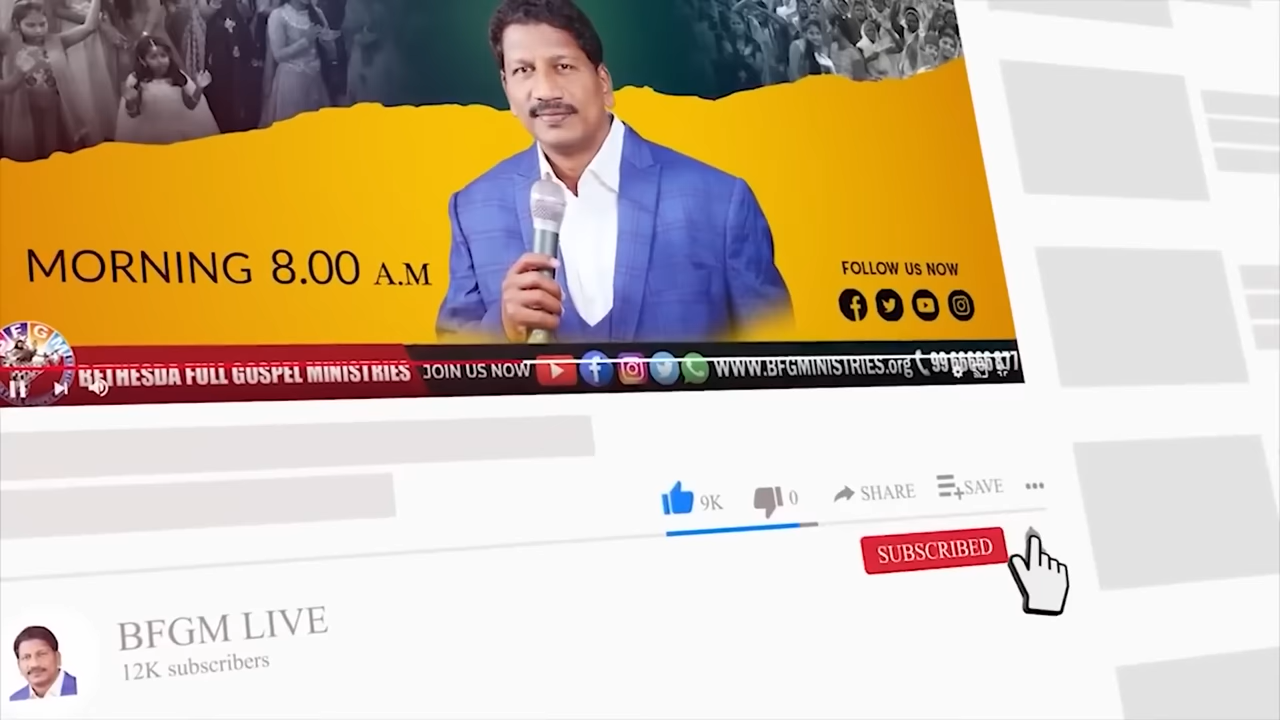 MORNING 8.00 A.M
FOLLOW US NOW
BFGM
BETHESDA FULL GOSPEL MINISTRIES JOIN US NOW WWW.BFGMINISTRIES.org
9K 0 SHARE SAVE
SUBSCRIBED
BFGM LIVE
12K subscribers